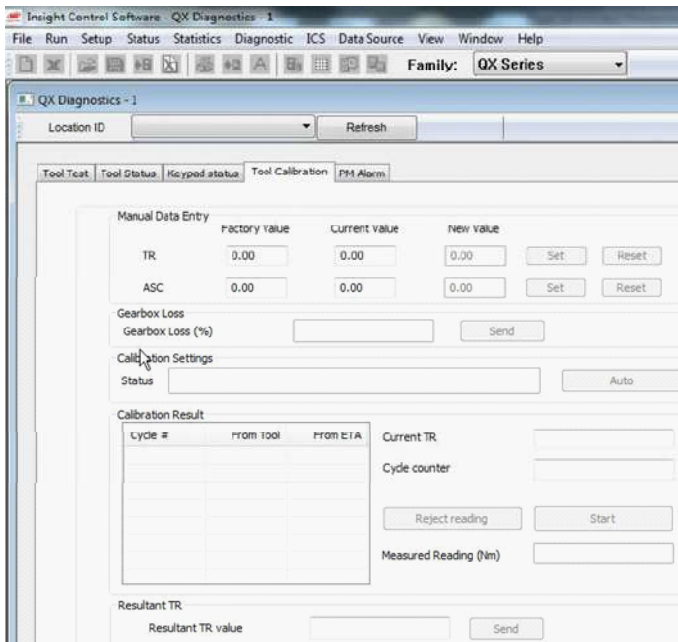 Insight Control Software - QX Diagnostics - 1
File Run Setup Status Statistics Diagnostic ICS Data Source View Window Help
Family: QX Series
QX Diagnostics - 1
Location ID Refresh
Tool Test Tool Status Keypad status Tool Calibration PM Alarm
Manual Data Entry
Factory Value Current Value New Value
TR 0.00 0.00 0.00 Set Reset
ASC 0.00 0.00 0.00 Set Reset
Gearbox Loss
Gearbox Loss (%) Send
Calibration Settings
Status Auto
Calibration Result
Cycle # From Tool From ETA Current TR
Cycle counter
Reject reading Start
Measured Reading (Nm)
Resultant TR
Resultant TR value Send